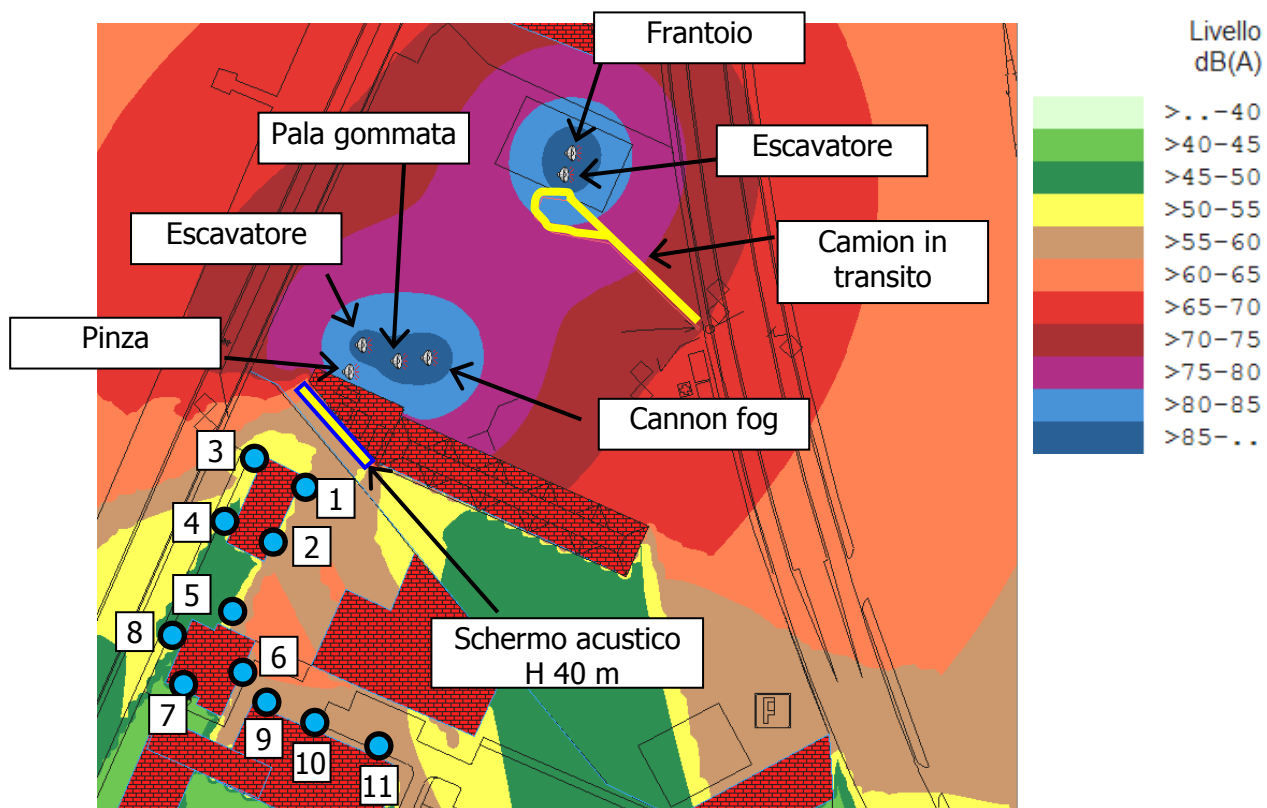 Frantoio
Pala gommata
Escavatore
Escavatore
Camion in
transito
Pinza
Cannon fog
3
1
4
2
5
8
6
Schermo acustico
H 40 m
7
9
10
11
Livello
dB(A)
>..-40
>40-45
>45-50
>50-55
>55-60
>60-65
>65-70
>70-75
>75-80
>80-85
>85-..